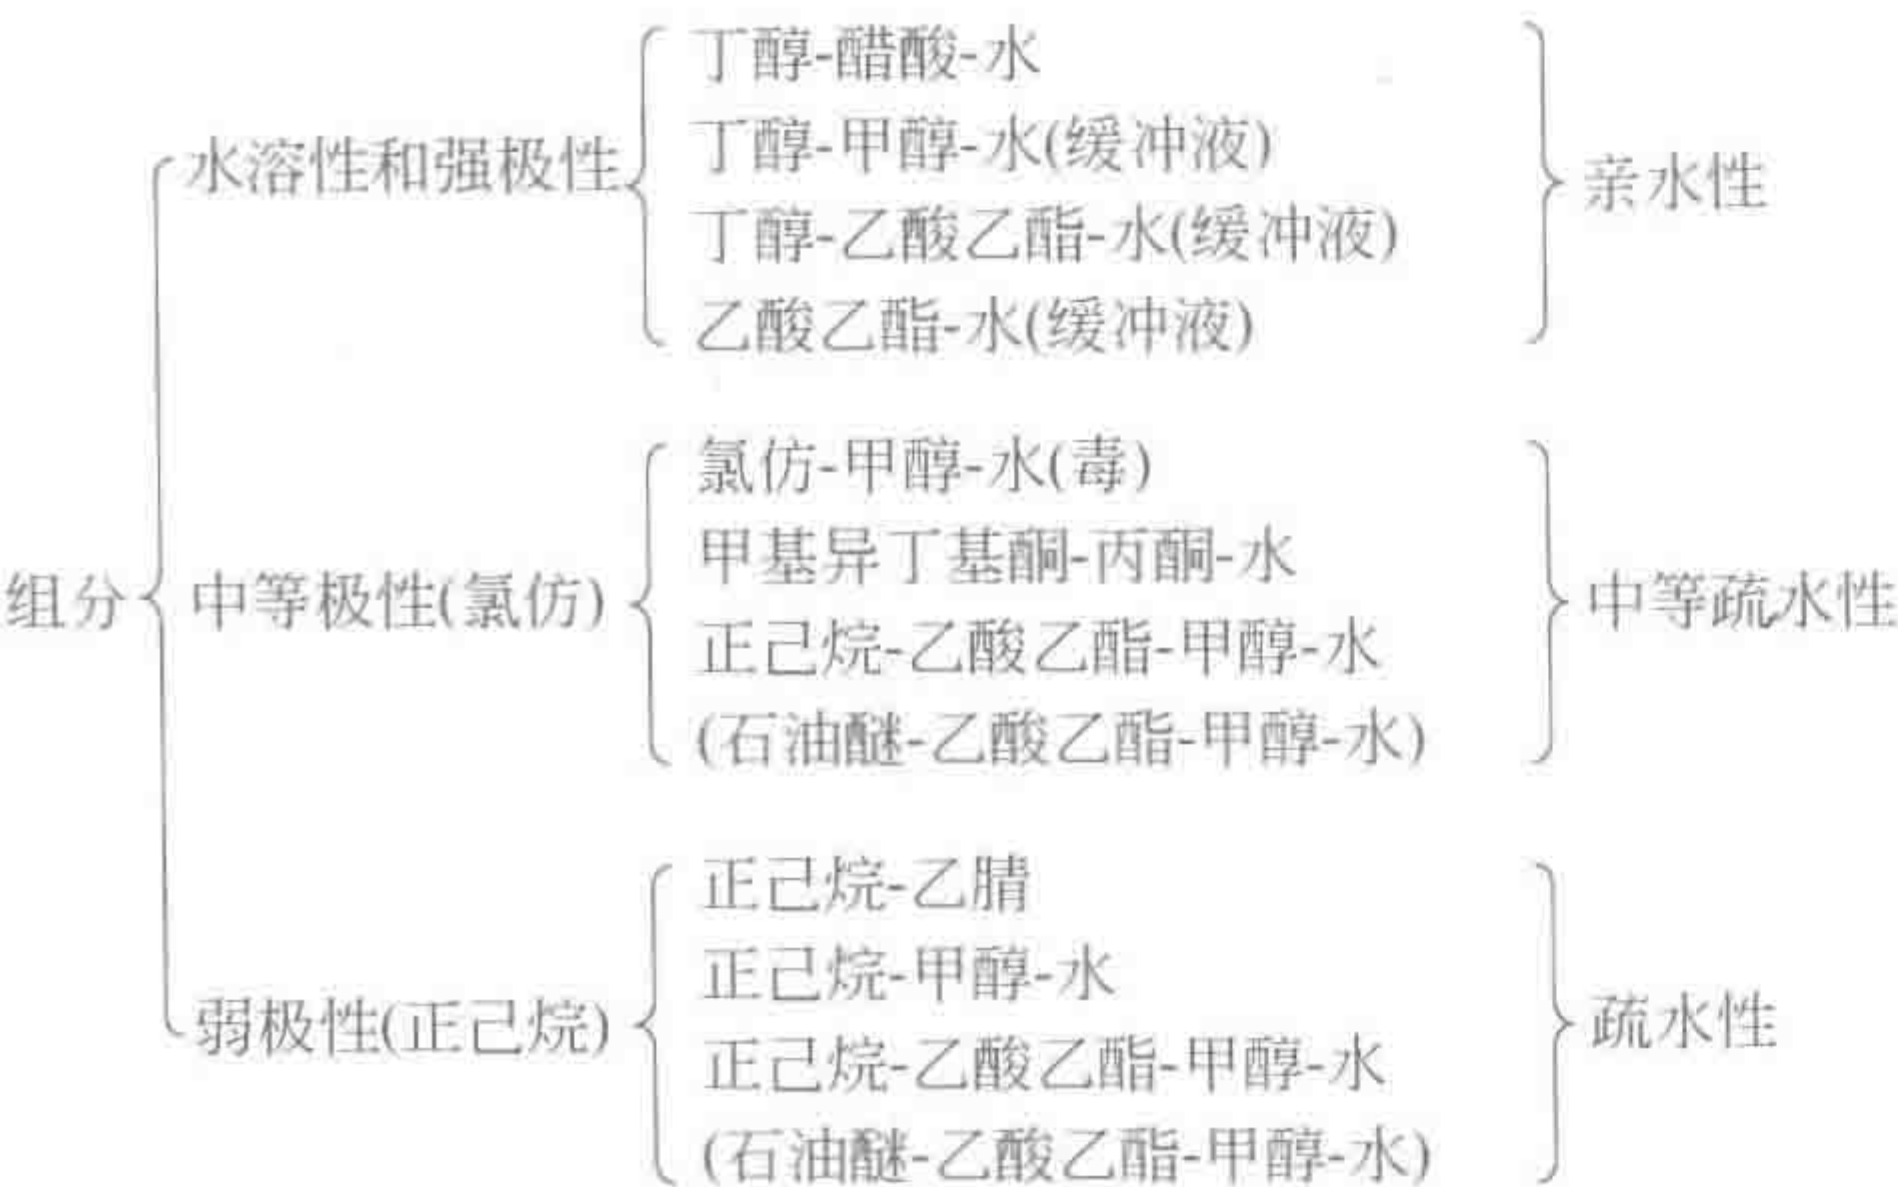 组分
水溶性和强极性
丁醇-醋酸-水
丁醇-甲醇-水(缓冲液)
丁醇-乙酸乙酯-水(缓冲液)
乙酸乙酯-水(缓冲液)
亲水性
中等极性(氯仿)
氯仿-甲醇-水(毒)
甲基异丁基酮-丙酮-水
正己烷-乙酸乙酯-甲醇-水
(石油醚-乙酸乙酯-甲醇-水)
中等疏水性
弱极性(正己烷)
正己烷-乙腈
正己烷-甲醇-水
正己烷-乙酸乙酯-甲醇-水
(石油醚-乙酸乙酯-甲醇-水)
疏水性